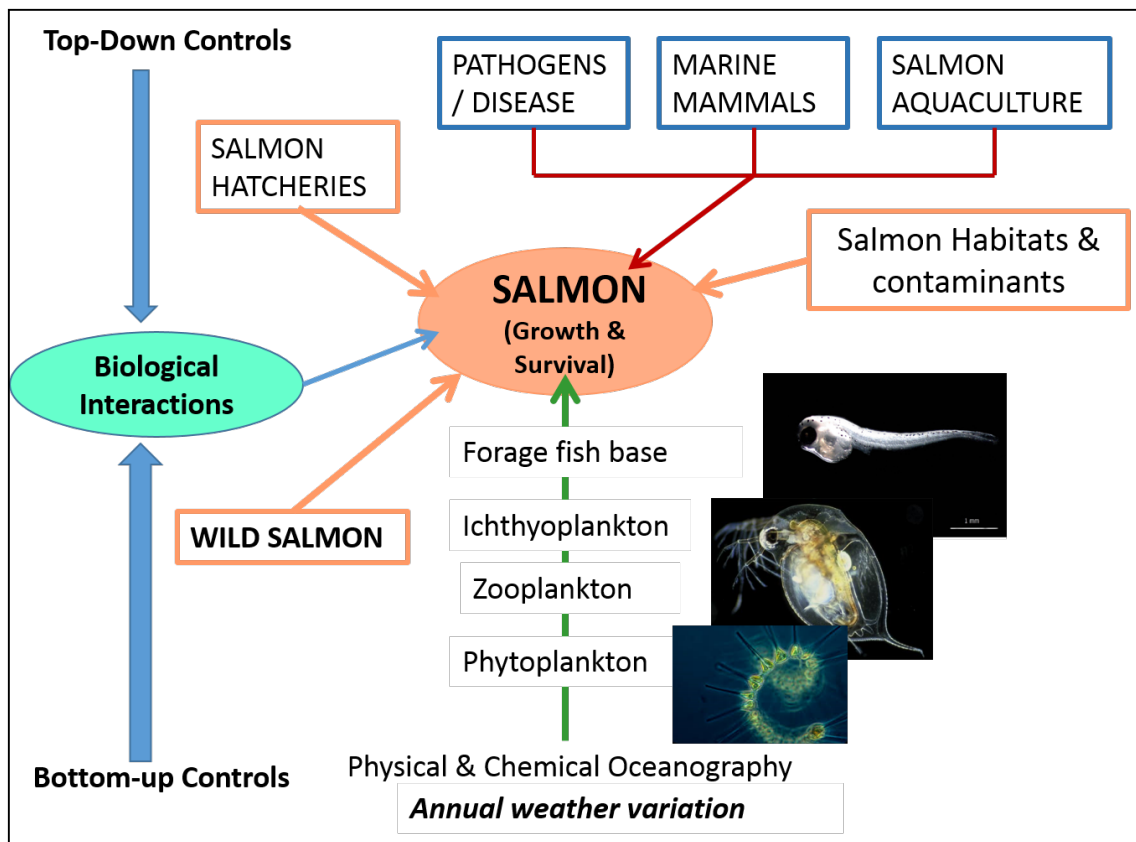 Top-Down Controls
PATHOGENS
/ DISEASE
MARINE
MAMMALS
SALMON
AQUACULTURE
SALMON
HATCHERIES
Salmon Habitats &
contaminants
SALMON
(Growth &
Survival)
Biological
Interactions
Forage fish base
WILD SALMON
Ichthyoplankton
Zooplankton
Phytoplankton
1 mm
Bottom-up Controls
Physical & Chemical Oceanography
Annual weather variation